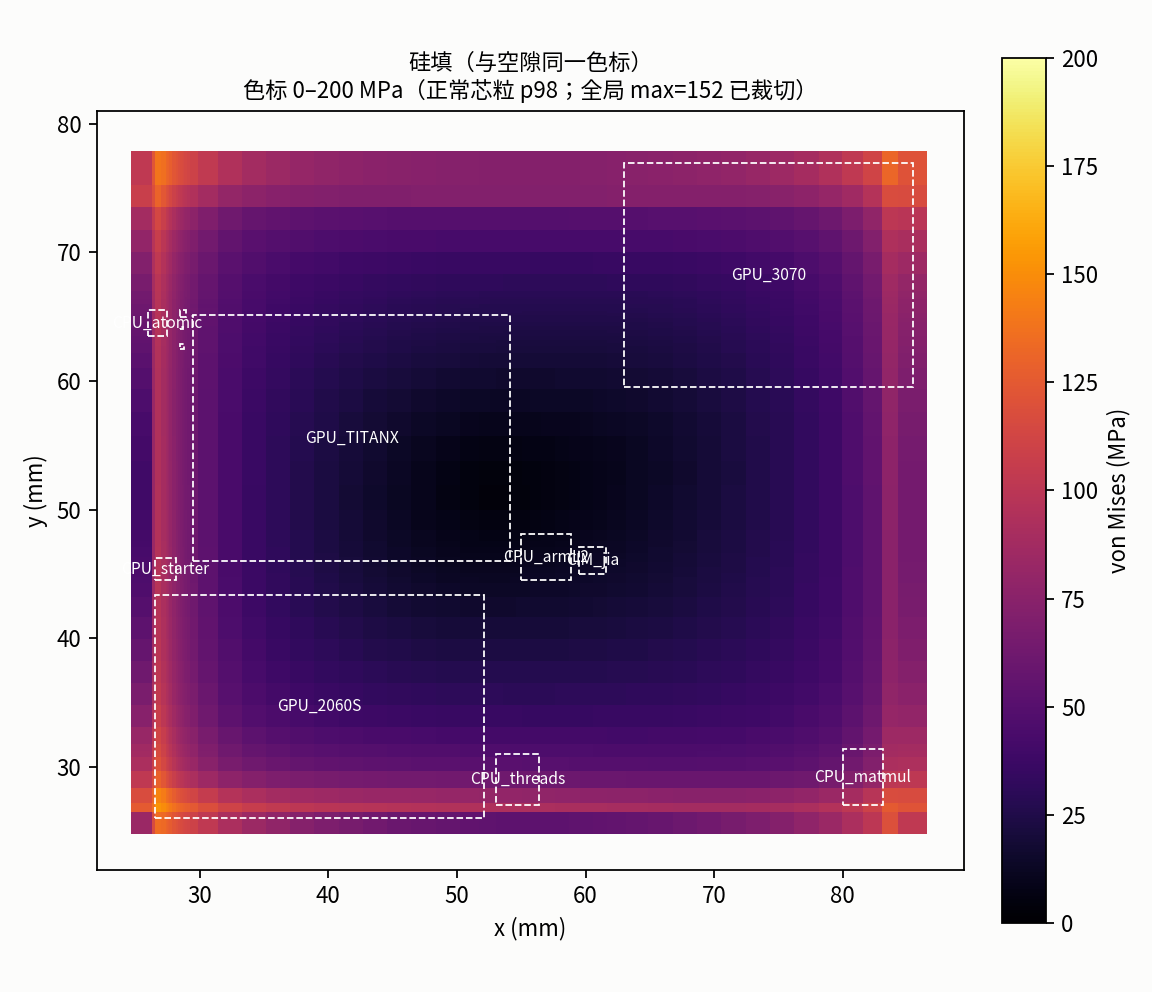 硅填（与空隙同一色标）
色标 0–200 MPa（正常芯粒 p98；全局 max=152 已裁切）
80
70
60
50
40
30
y (mm)
30
40
50
60
70
80
x (mm)
GPU_3070
U_atomic
GPU_TITANX
PU_starter
GPU_2060S
CIM_jia
CPU_threads
CPU_matmul
200
175
150
125
100
75
50
25
0
von Mises (MPa)